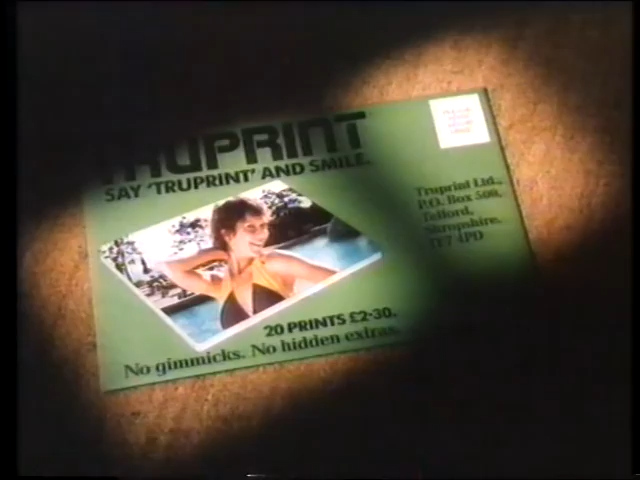 TRUPRINT
SAY 'TRUPRINT' AND SMILE.
Truprint Ltd.,
P.O. Box 500,
Telford,
Shropshire.
TF7 4PD
20 PRINTS £2·30.
No gimmicks. No hidden extras.